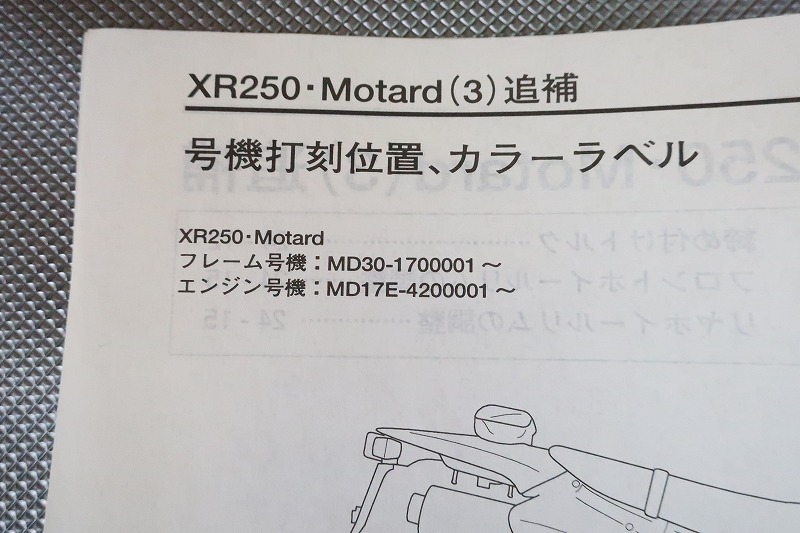 XR250・Motard(3)追補
号機打刻位置、カラーラベル
XR250・Motard
フレーム号機：MD30-1700001～
エンジン号機：MD17E-4200001～